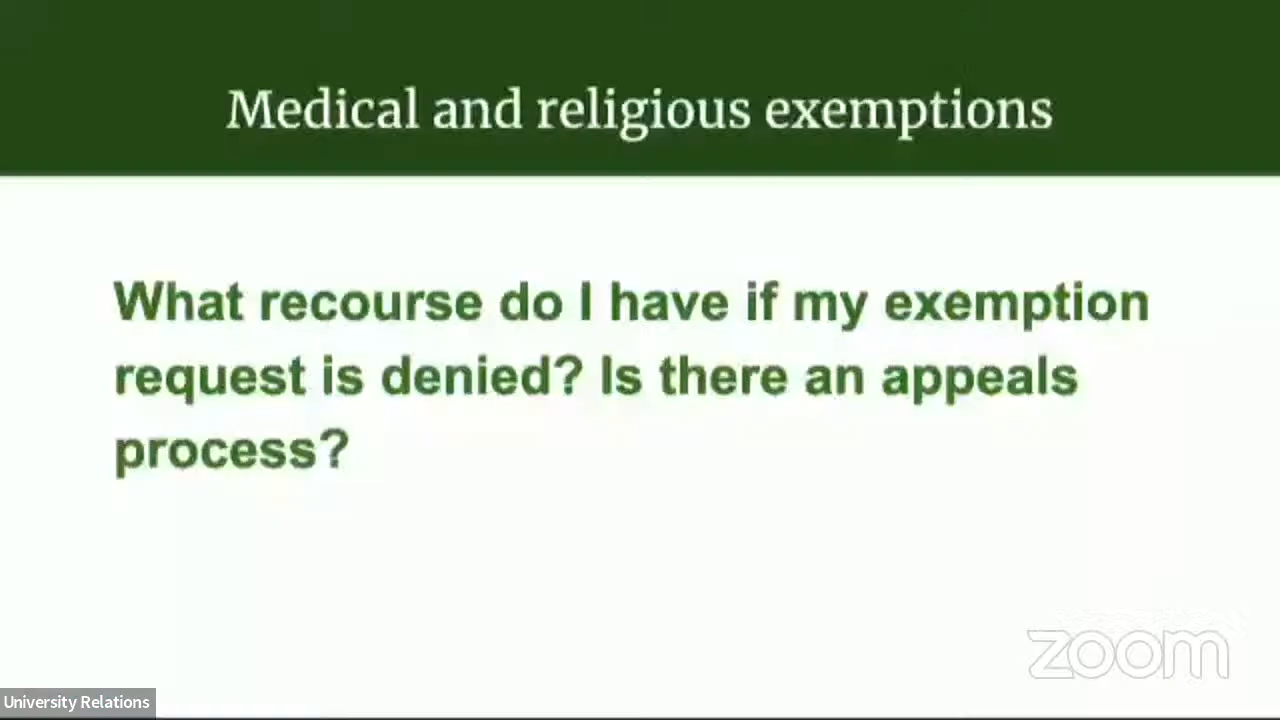 Medical and religious exemptions
What recourse do I have if my exemption
request is denied? Is there an appeals
process?
zoom
University Relations